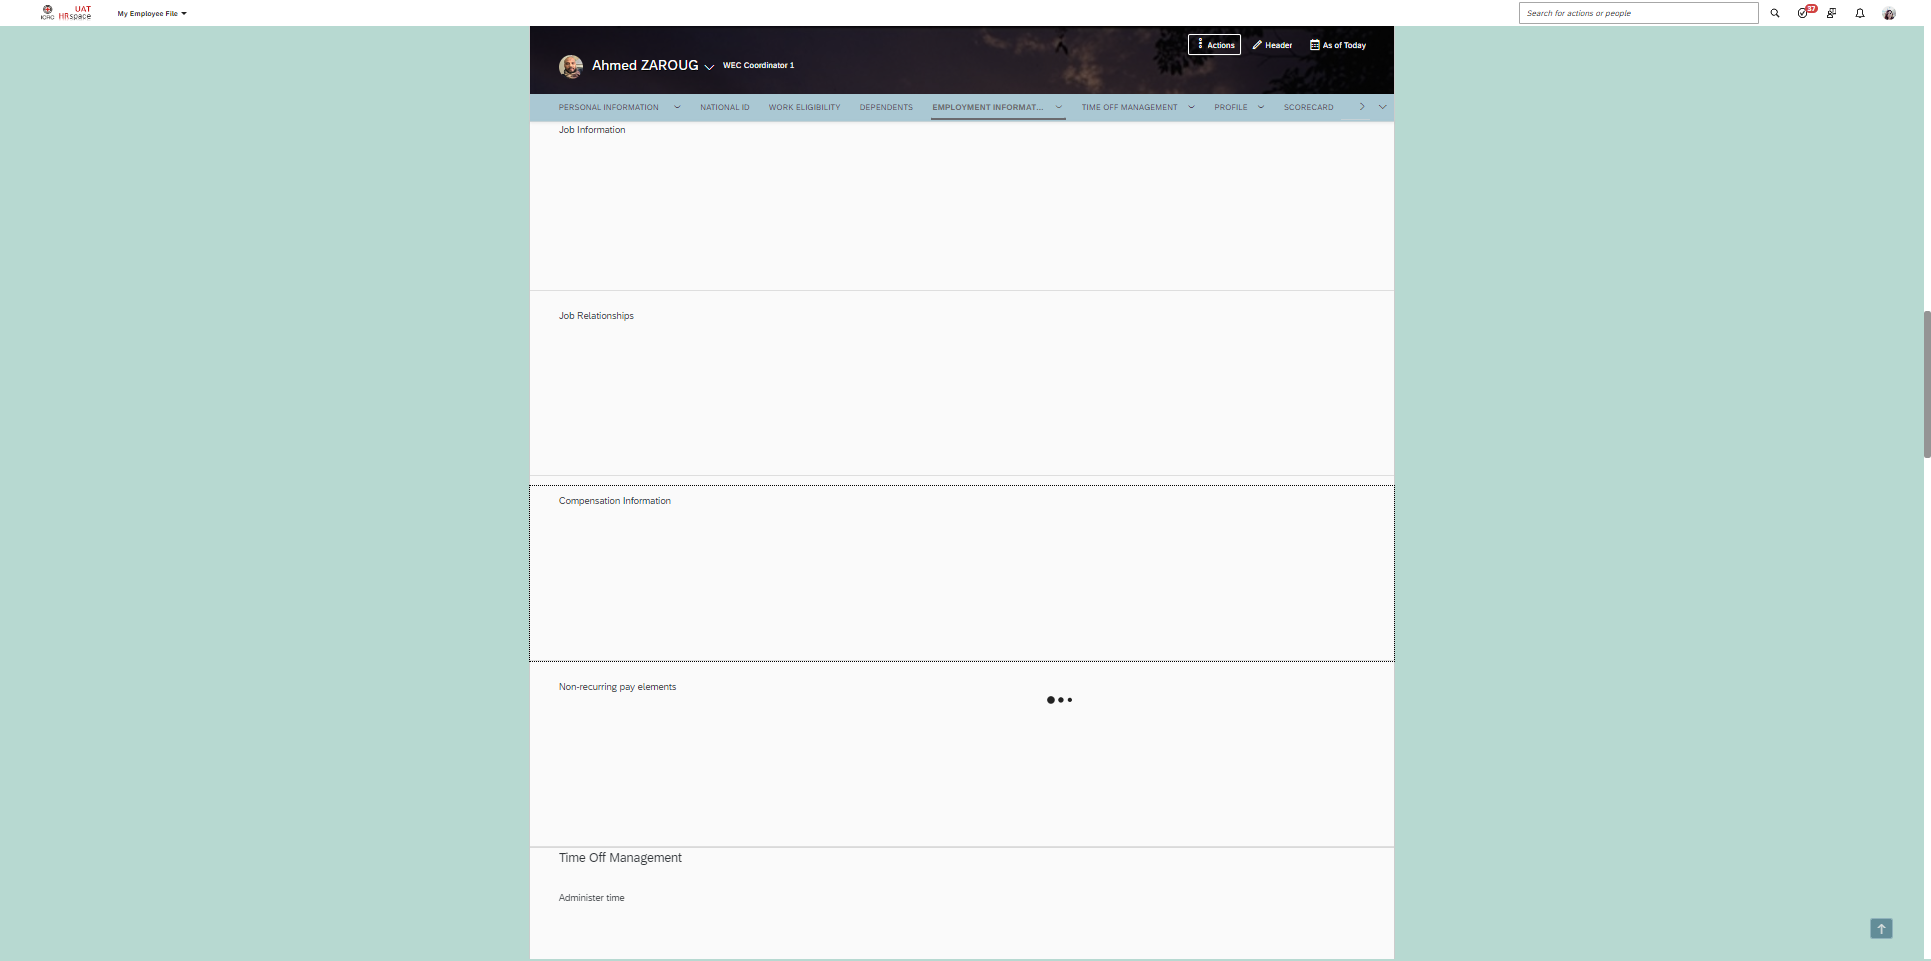 ICRC
UAT
HRspace
My Employee File
Search for actions or people
37
Actions
Header
As of Today
Ahmed ZAROUG
WEC Coordinator 1
PERSONAL INFORMATION
NATIONAL ID
WORK ELIGIBILITY
DEPENDENTS
EMPLOYMENT INFORMAT...
TIME OFF MANAGEMENT
PROFILE
SCORECARD
Job Information
Job Relationships
Compensation Information
Non-recurring pay elements
Time Off Management
Administer time